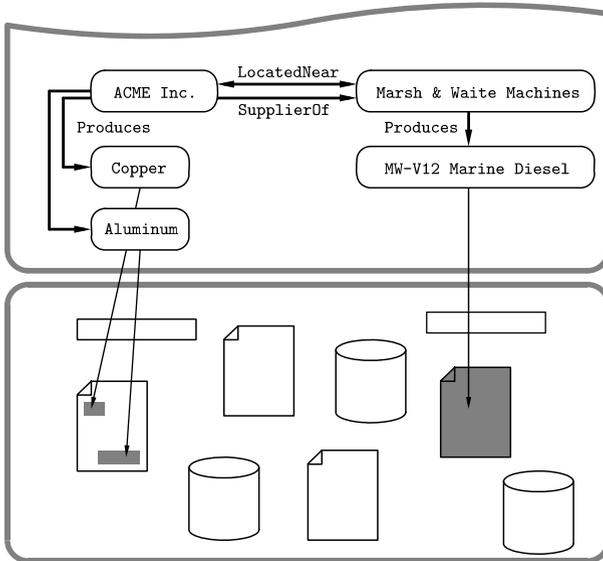 LocatedNear
ACME Inc.
Marsh & Waite Machines
SupplierOf
Produces
Produces
Copper
MW-V12 Marine Diesel
Aluminum